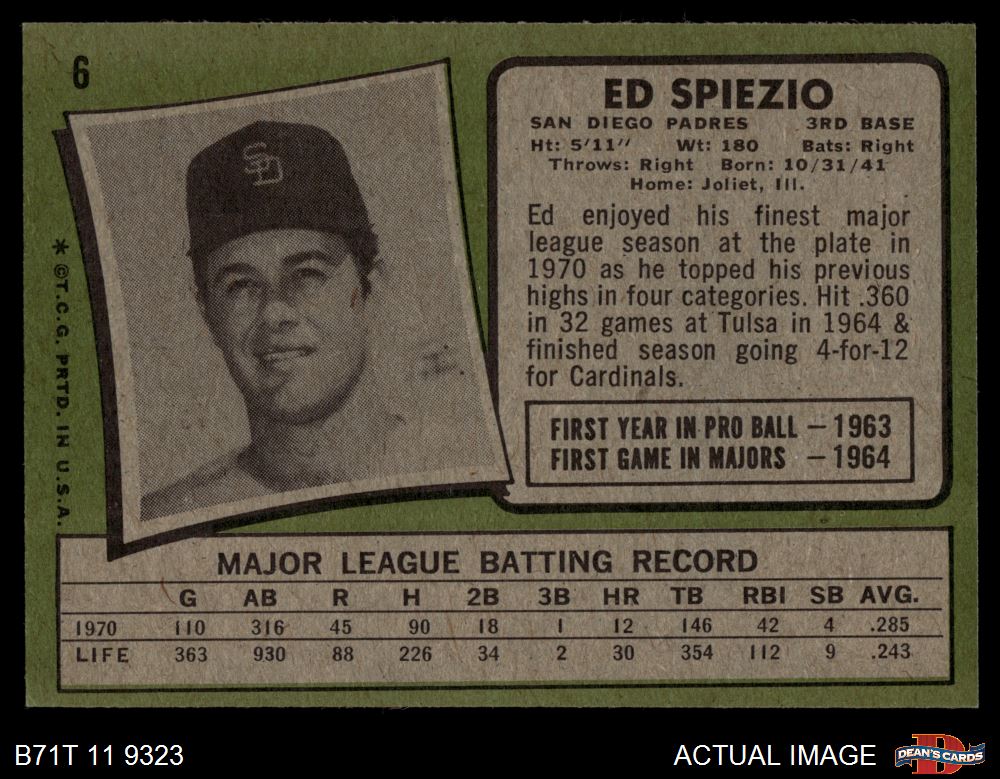 6
SD
* ©T.C.G. PRTD. IN U.S.A.
ED SPIEZIO
SAN DIEGO PADRES 3RD BASE
Ht: 5'11" Wt: 180 Bats: Right
Throws: Right Born: 10/31/41
Home: Joliet, Ill.
Ed enjoyed his finest major
league season at the plate in
1970 as he topped his previous
highs in four categories. Hit .360
in 32 games at Tulsa in 1964 &
finished season going 4-for-12
for Cardinals.
FIRST YEAR IN PRO BALL — 1963
FIRST GAME IN MAJORS — 1964
MAJOR LEAGUE BATTING RECORD
G AB R H 2B 3B HR TB RBI SB AVG.
1970 110 316 45 90 18 1 12 146 42 4 .285
LIFE 363 930 88 226 34 2 30 354 112 9 .243
B71T 11 9323
ACTUAL IMAGE
DEAN'S CARDS